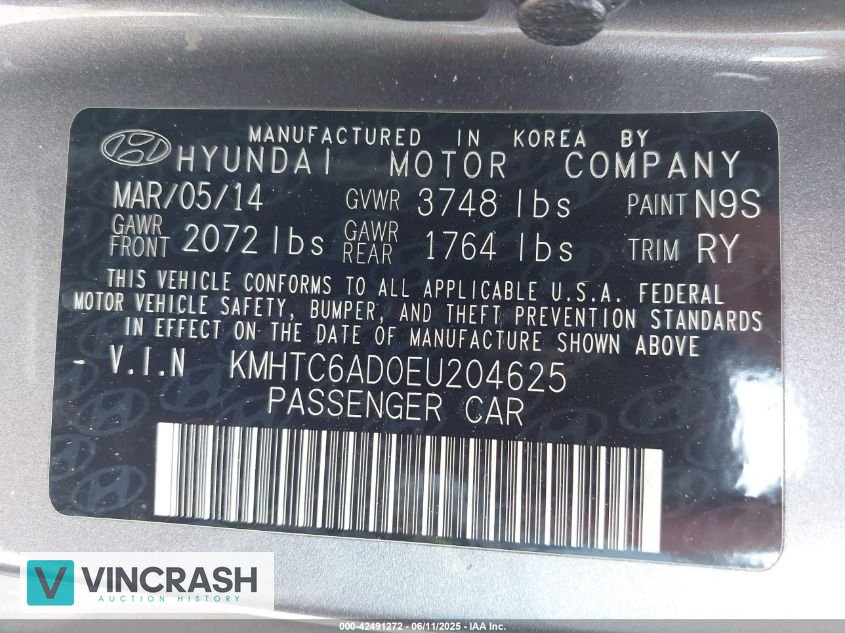 MANUFACTURED IN KOREA BY
HYUNDAI MOTOR COMPANY
MAR/05/14 GVWR 3748 lbs PAINT N9S
GAWR FRONT 2072 lbs GAWR REAR 1764 lbs TRIM RY
THIS VEHICLE CONFORMS TO ALL APPLICABLE U.S.A. FEDERAL
MOTOR VEHICLE SAFETY, BUMPER, AND THEFT PREVENTION STANDARDS
IN EFFECT ON THE DATE OF MANUFACTURE SHOWN ABOVE
V.I.N KMHTC6AD0EU204625
PASSENGER CAR
VINCRASH
AUCTION HISTORY
000-42491272 - 06/11/2025 - IAA Inc.